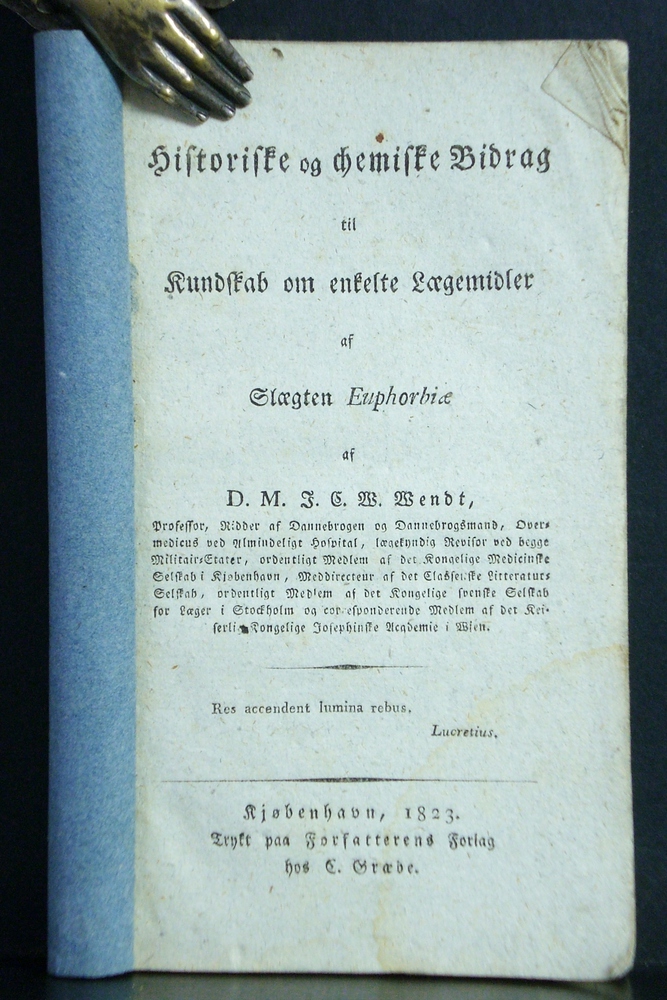 Historiske og chemiske Bidrag
til
Kundskab om enkelte Lægemidler
af
Slægten Euphorbiæ
af
D. M. J. C. W. Wendt,
Professor, Ridder af Dannebrogen og Dannebrogsmand, Over-
medicus ved Almindeligt Hospital, lægekyndig Revisor ved begge
Militair-Etater, ordentligt Medlem af det Kongelige Medicinske
Selskab i Kjøbenhavn, Meddirecteur af det Classenske Litteratur-
Selskab, ordentligt Medlem af det Kongelige svenske Selskab
for Læger i Stockholm og corresponderende Medlem af det Kei-
serlig Kongelige Josephinske Academie i Wien.
Res accendent lumina rebus.
Lucretius.
Kjøbenhavn, 1823.
Trykt paa Forfatterens Forlag
hos C. Græbe.